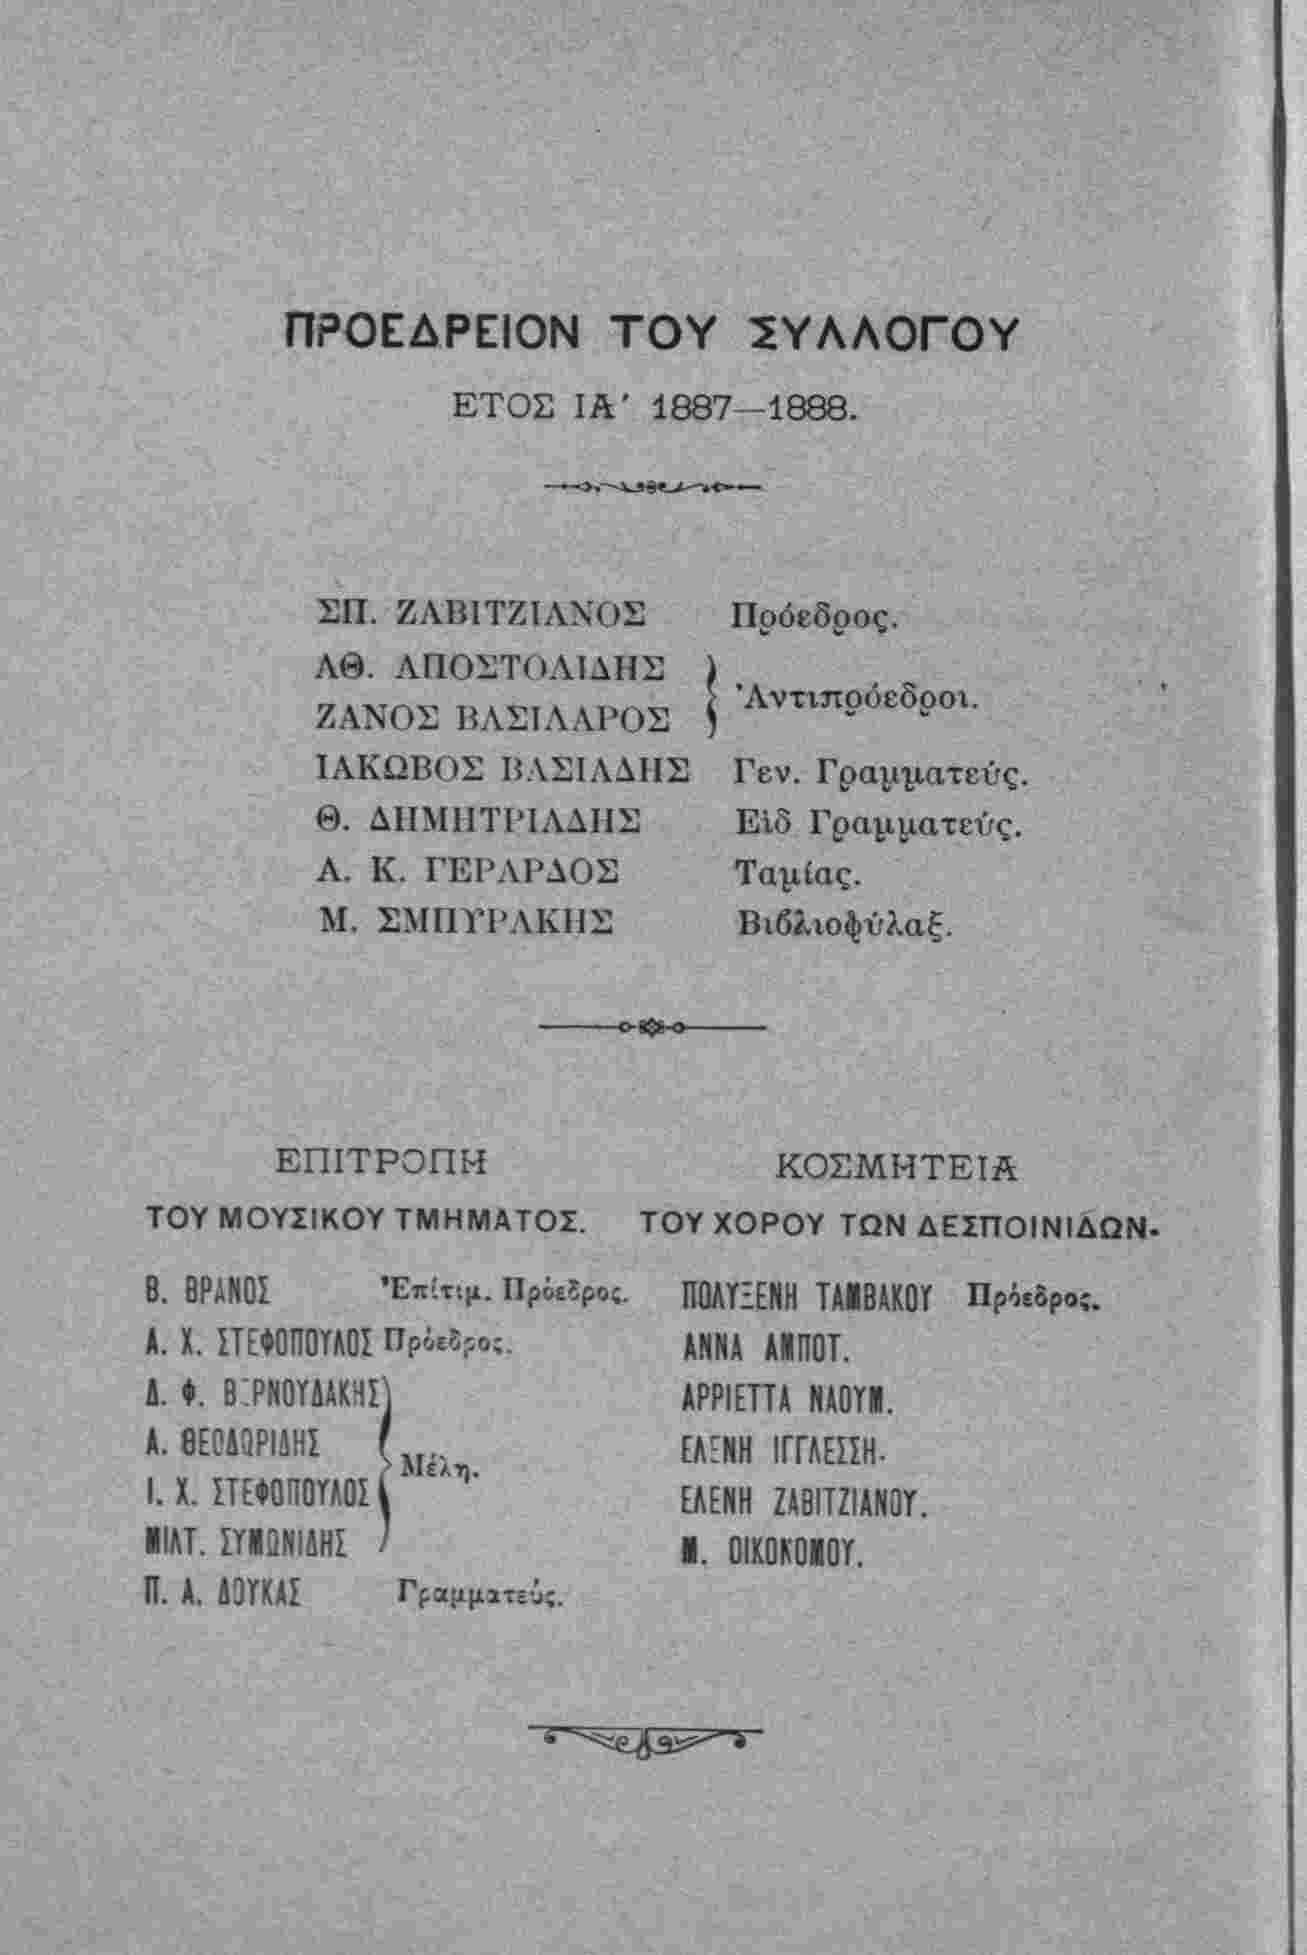 ΠΡΟΕΔΡΕΙΟΝ ΤΟΥ ΣΥΛΛΟΓΟΥ
ΕΤΟΣ ΙΑ' 1887—1888.
ΣΠ. ΖΑΒΙΤΖΙΑΝΟΣ Πρόεδρος.
ΑΘ. ΑΠΟΣΤΟΛΙΔΗΣ
ΖΑΝΟΣ ΒΑΣΙΛΑΡΟΣ
Ἀντιπρόεδροι.
ΙΑΚΩΒΟΣ ΒΑΣΙΑΔΗΣ Γεν. Γραμματεύς.
Θ. ΔΗΜΗΤΡΙΑΔΗΣ Εἰδ Γραμματεύς.
Α. Κ. ΓΕΡΑΡΔΟΣ Ταμίας.
Μ. ΣΜΠΥΡΑΚΗΣ Βιβλιοφύλαξ.
ΕΠΙΤΡΟΠΗ
ΤΟΥ ΜΟΥΣΙΚΟΥ ΤΜΗΜΑΤΟΣ.
Β. ΒΡΑΝΟΣ Ἐπίτιμ. Πρόεδρος.
Α. Χ. ΣΤΕΦΟΠΟΥΛΟΣ Πρόεδρος.
Δ. Φ. ΒΕΡΝΟΥΔΑΚΗΣ
Α. ΘΕΟΔΩΡΙΔΗΣ
Ι. Χ. ΣΤΕΦΟΠΟΥΛΟΣ
ΜΙΛΤ. ΣΥΜΩΝΙΔΗΣ
Μέλη.
Π. Α. ΔΟΥΚΑΣ Γραμματεύς.
ΚΟΣΜΗΤΕΙΑ
ΤΟΥ ΧΟΡΟΥ ΤΩΝ ΔΕΣΠΟΙΝΙΔΩΝ.
ΠΟΛΥΞΕΝΗ ΤΑΜΒΑΚΟΥ Πρόεδρος.
ΑΝΝΑ ΑΜΠΟΤ.
ΑΡΡΙΕΤΤΑ ΝΑΟΥΜ.
ΕΛΕΝΗ ΙΓΓΛΕΣΣΗ.
ΕΛΕΝΗ ΖΑΒΙΤΖΙΑΝΟΥ.
Μ. ΟΙΚΟΝΟΜΟΥ.